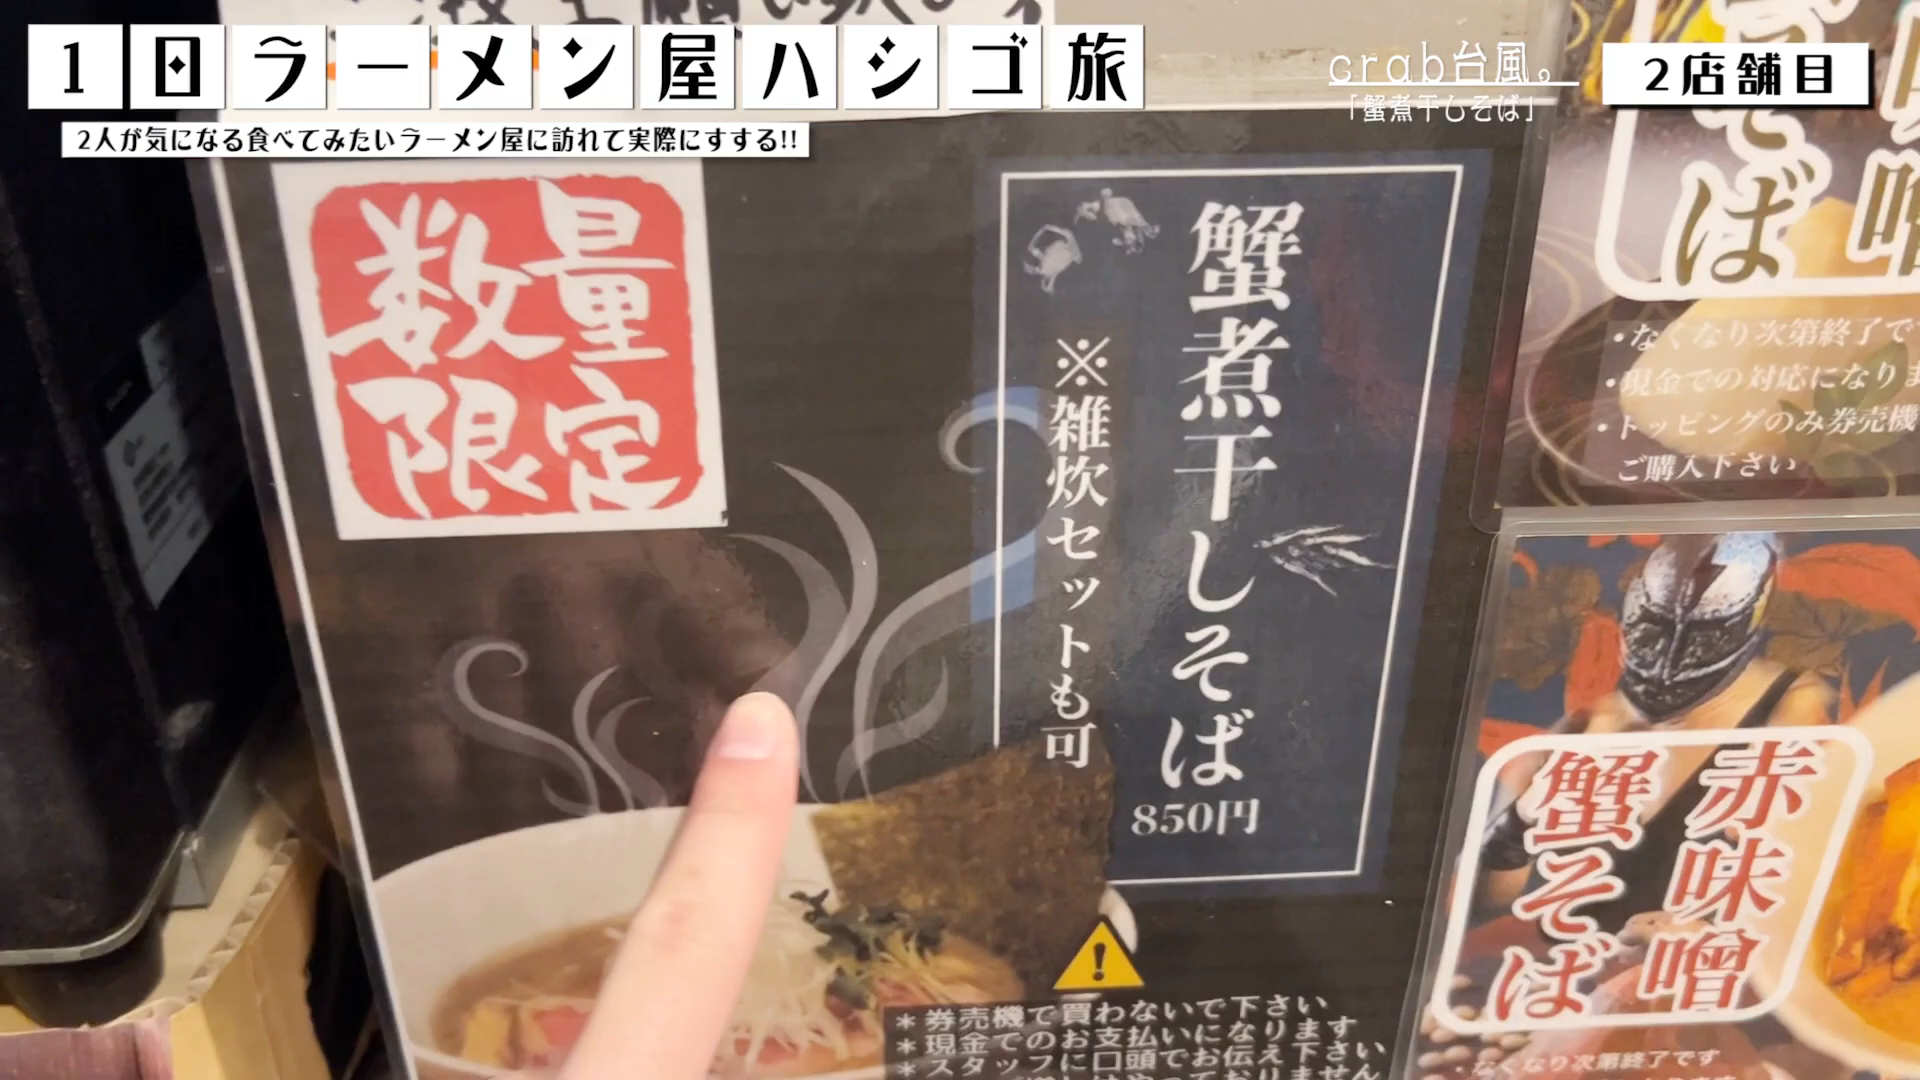 1日ラーメン屋ハシゴ旅
2人が気になる食べてみたいラーメン屋に訪れて実際にすする!!
crab台風。
「蟹煮干しそば」
2店舗目
数量
限定
蟹煮干しそば
850円
※雑炊セットも可
＊券売機で買わないで下さい
＊現金でのお支払いになります
＊スタッフに口頭でお伝え下さい
そば
・なくなり次第終了で
・現金での対応になりま
・トッピングのみ券売機
ご購入下さい
赤味噌
蟹そば
・なくなり次第終了です